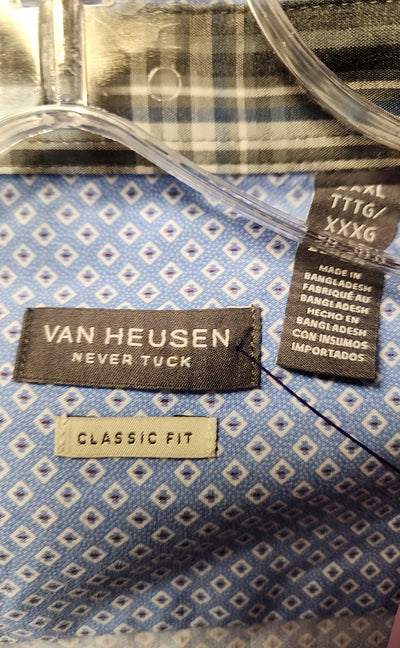 VAN HEUSEN
NEVER TUCK
CLASSIC FIT
TTTG/
XXXG
MADE IN
BANGLADESH
FABRIQUÉ AU
BANGLADESH
HECHO EN
BANGLADESH
CON INSUMOS
IMPORTADOS